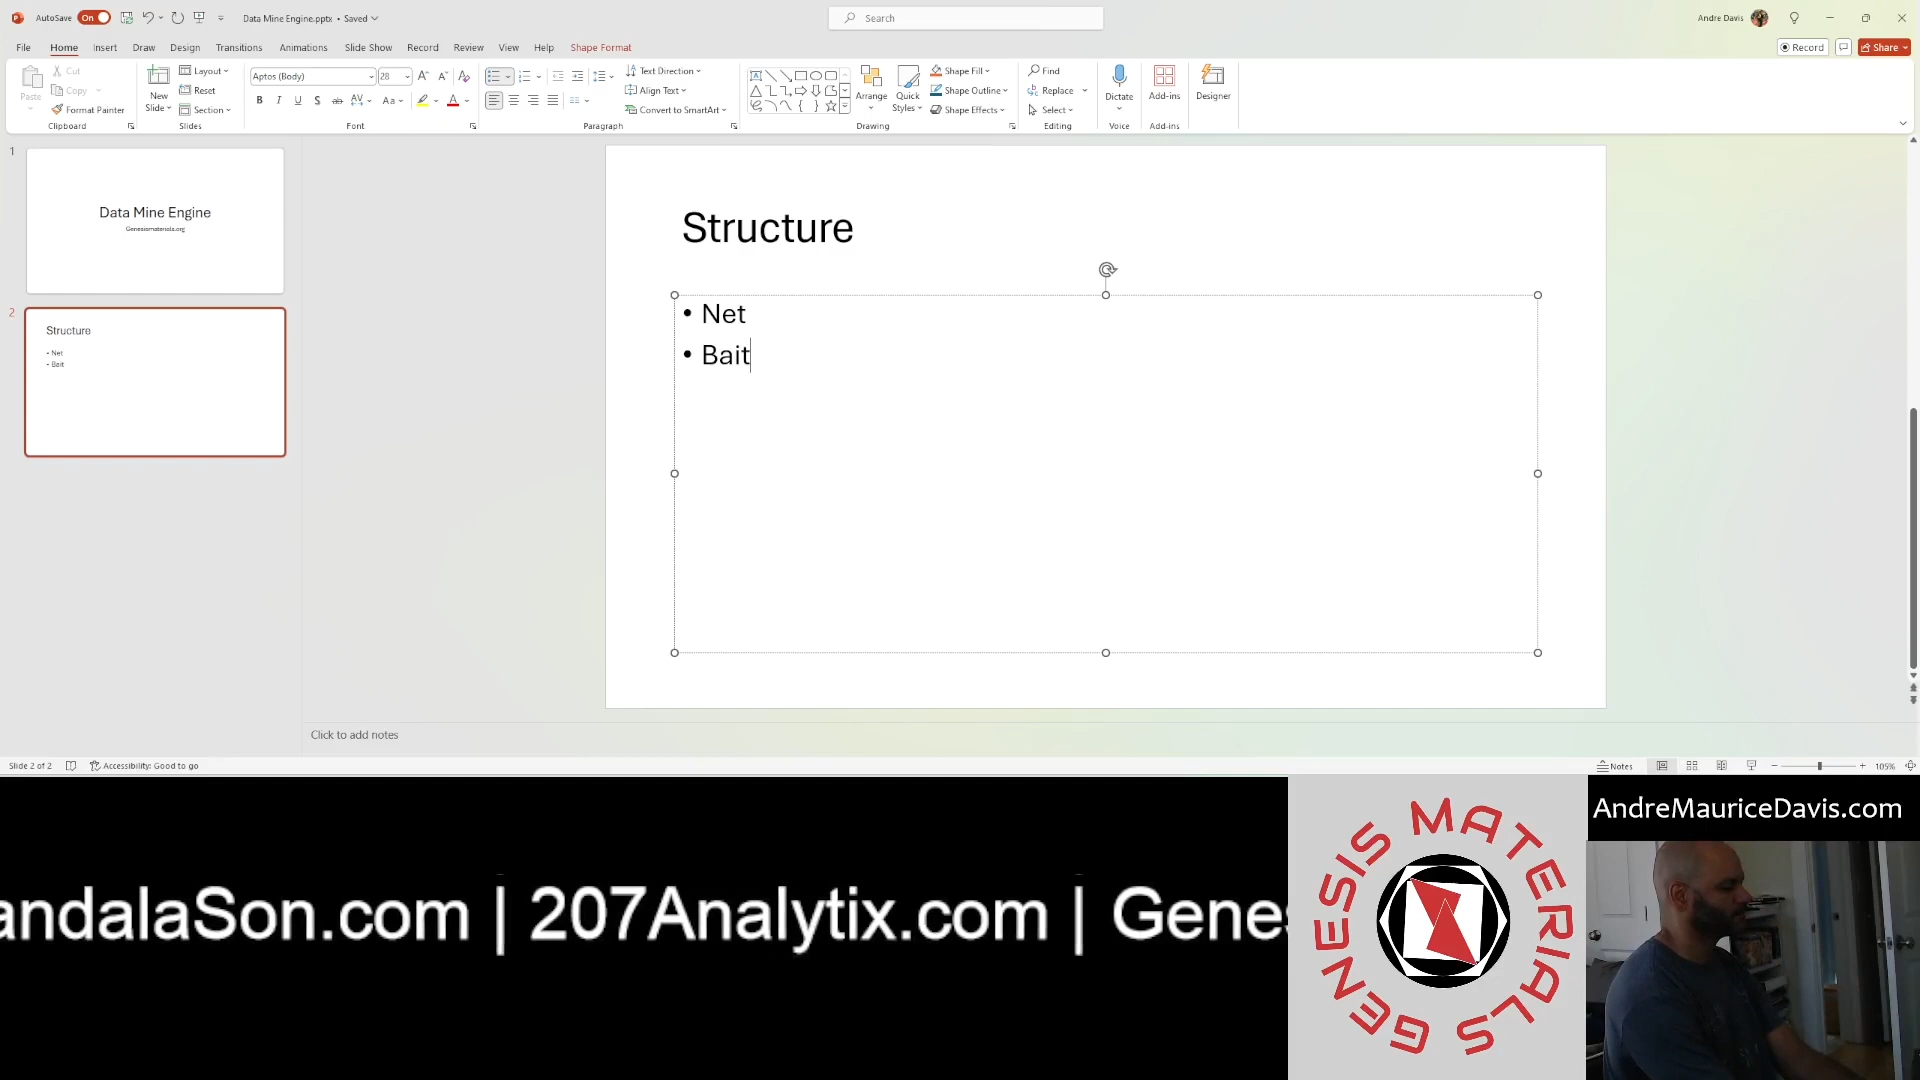 AutoSave On Data Mine Engine.pptx • Saved Search Andre Davis
File Home Insert Draw Design Transitions Animations Slide Show Record Review View Help Shape Format Record Share
Paste Cut Copy Format Painter Clipboard
New Slide Layout Reset Section Slides
Aptos (Body) 28 Font
Text Direction Align Text Convert to SmartArt Paragraph
Arrange Quick Styles Shape Fill Shape Outline Shape Effects Drawing
Find Replace Select Editing
Dictate Voice
Add-ins Add-ins
Designer
1
Data Mine Engine
Genesismaterials.org
2
Structure
• Net
• Bait
Structure
• Net
• Bait
Click to add notes
Slide 2 of 2 Accessibility: Good to go Notes 105%
andalaSon.com | 207Analytix.com | Genes
GENESIS MATERIALS
AndreMauriceDavis.com